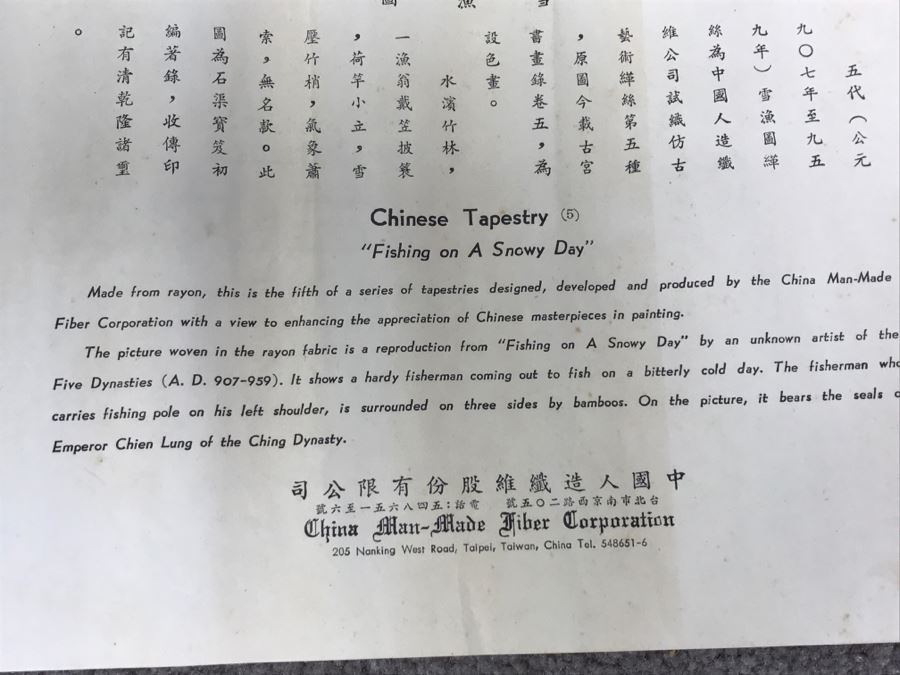 雪漁圖
五代(公元
九〇七年至九五
九年)雪漁圖緙
絲為中國人造纖
維公司試織仿古
藝術緙絲第五種
,原圖今載古宮
書畫錄卷五,為
設色畫。
水濱竹林,
一漁翁戴笠披簑
,荷竿小立,雪
壓竹梢,氣象蕭
索,無名款。此
圖為石渠寶笈初
編著錄,收傳印
記有清乾隆諸璽
。
Chinese Tapestry (5)
"Fishing on A Snowy Day"
Made from rayon, this is the fifth of a series of tapestries designed, developed and produced by the China Man-Made
Fiber Corporation with a view to enhancing the appreciation of Chinese masterpieces in painting.
The picture woven in the rayon fabric is a reproduction from "Fishing on A Snowy Day" by an unknown artist of the
Five Dynasties (A. D. 907-959). It shows a hardy fisherman coming out to fish on a bitterly cold day. The fisherman who
carries fishing pole on his left shoulder, is surrounded on three sides by bamboos. On the picture, it bears the seals
Emperor Chien Lung of the Ching Dynasty.
中國人造纖維股份有限公司
台北市南京西路二〇五號 電話:五四八六五一至六號
China Man-Made Fiber Corporation
205 Nanking West Road, Taipei, Taiwan, China Tel. 548651-6